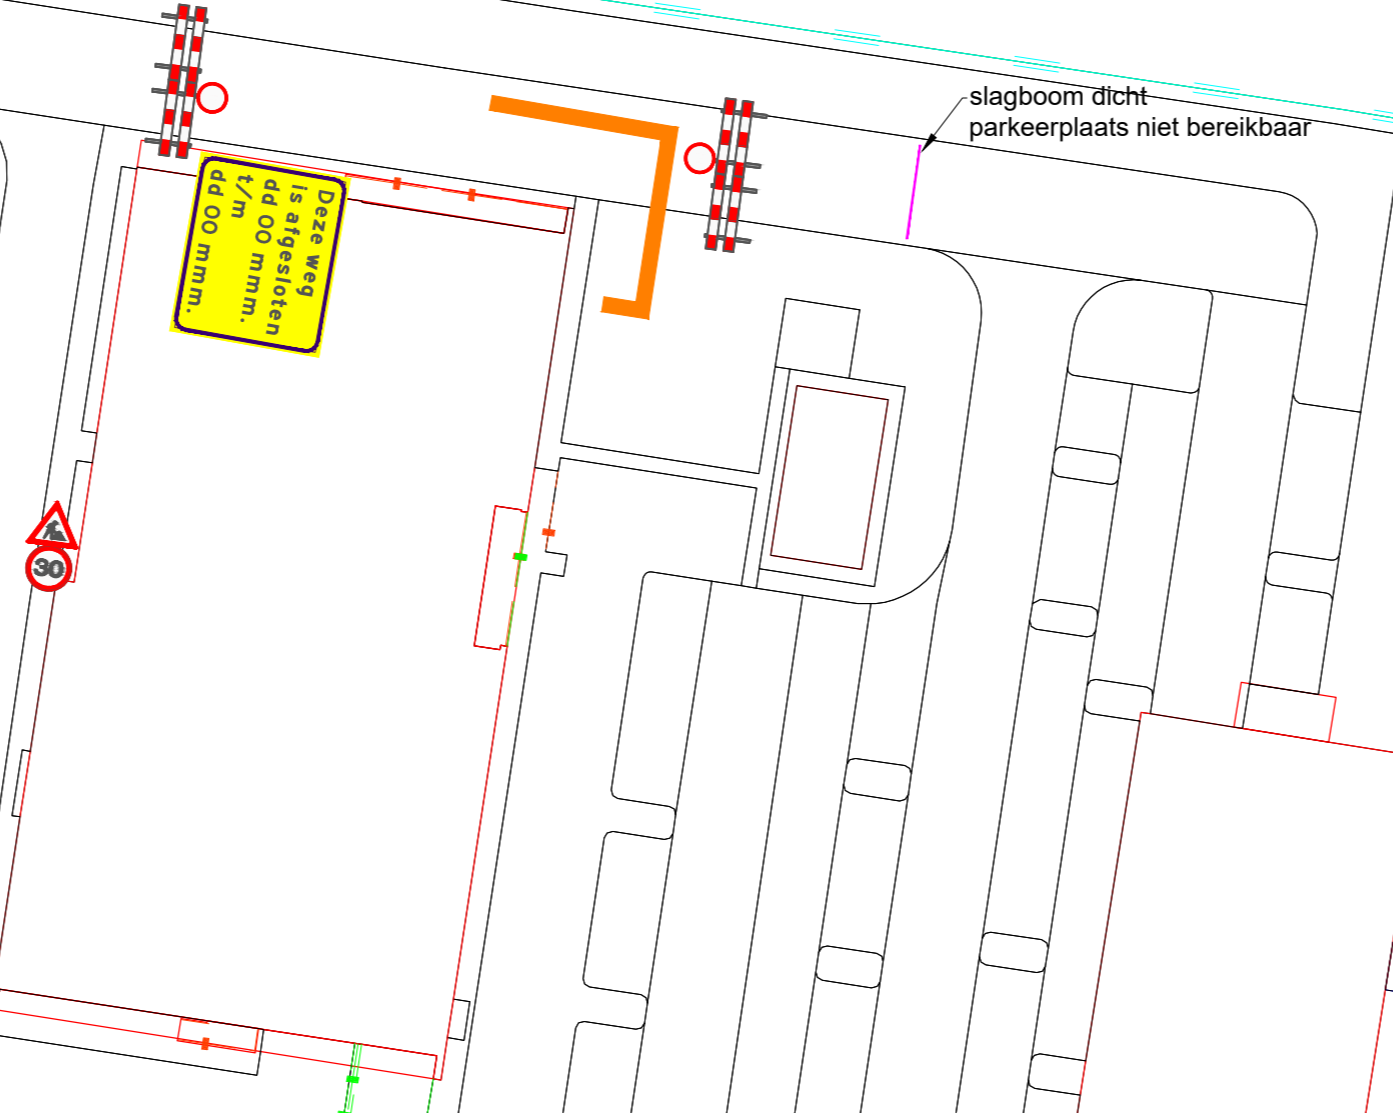 slagboom dicht
parkeerplaats niet bereikbaar
Deze weg
is afgesloten
dd 00 mmm.
t/m
dd 00 mmm.
30